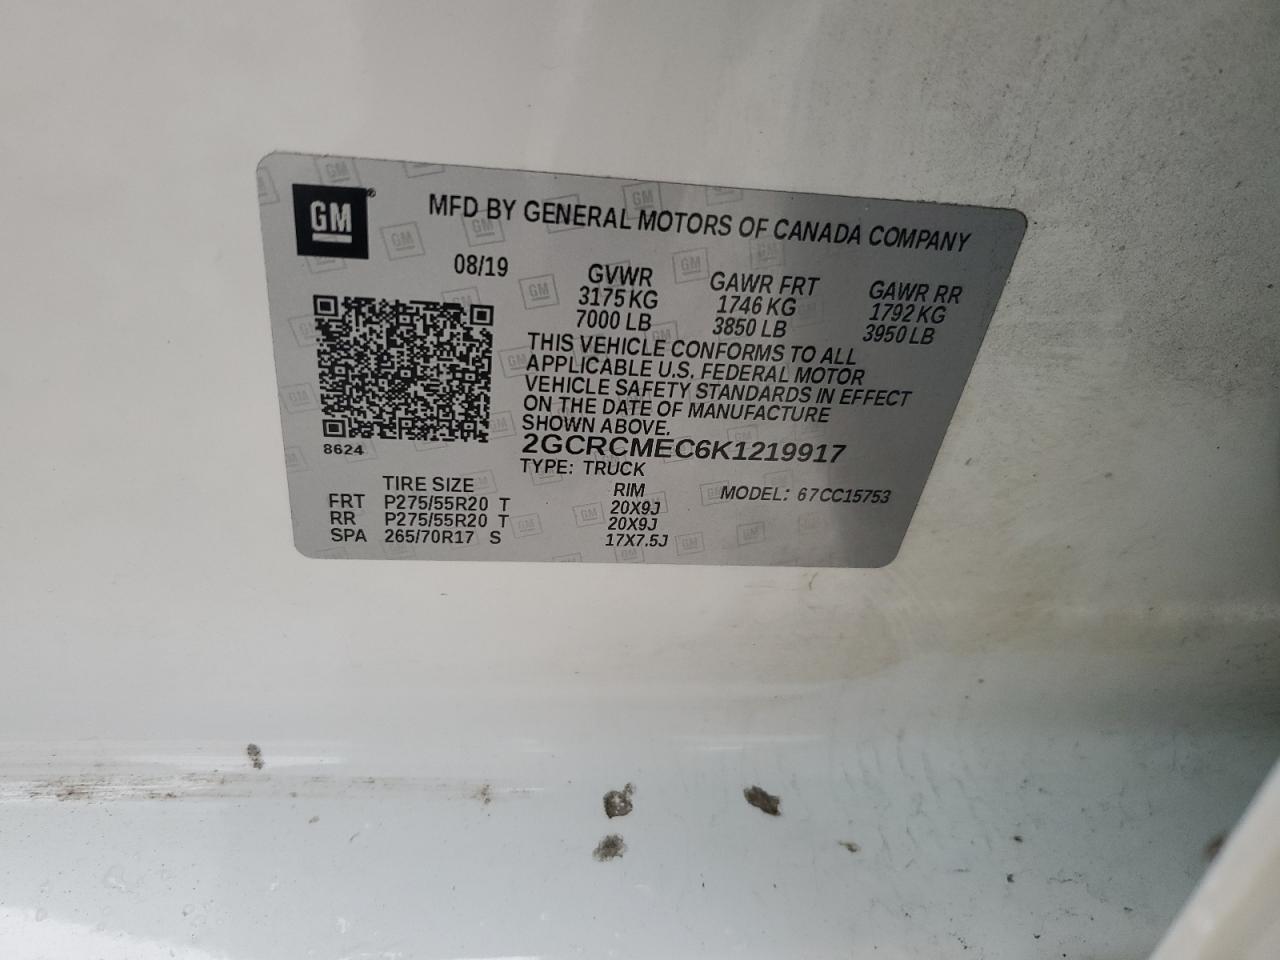 GM
MFD BY GENERAL MOTORS OF CANADA COMPANY
08/19
GVWR GAWR FRT GAWR RR
3175 KG 1746 KG 1792 KG
7000 LB 3850 LB 3950 LB
THIS VEHICLE CONFORMS TO ALL
APPLICABLE U.S. FEDERAL MOTOR
VEHICLE SAFETY STANDARDS IN EFFECT
ON THE DATE OF MANUFACTURE
SHOWN ABOVE.
8624
2GCRCMEC6K1219917
TYPE: TRUCK
MODEL: 67CC15753
TIRE SIZE RIM
FRT P275/55R20 T 20X9J
RR P275/55R20 T 20X9J
SPA 265/70R17 S 17X7.5J